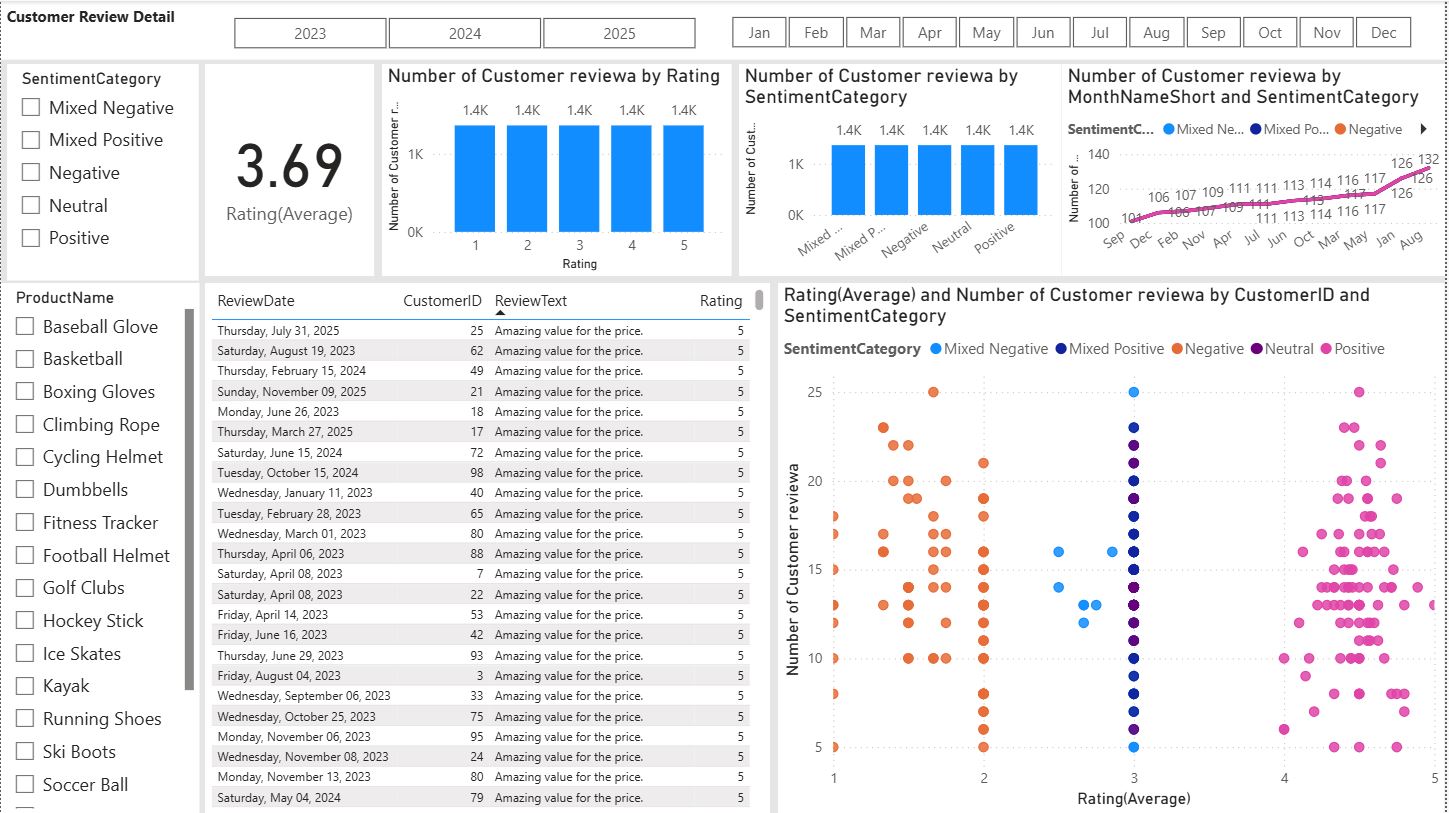 Customer Review Detail
2023 2024 2025
Jan Feb Mar Apr May Jun Jul Aug Sep Oct Nov Dec
SentimentCategory
Mixed Negative
Mixed Positive
Negative
Neutral
Positive
3.69
Rating(Average)
Number of Customer reviewa by Rating
Number of Customer r...
1.4K 1.4K 1.4K 1.4K 1.4K
1K
0K
1 2 3 4 5
Rating
Number of Customer reviewa by
SentimentCategory
Number of Cust...
1.4K 1.4K 1.4K 1.4K 1.4K
1K
0K
Mixed ... Mixed P... Negative Neutral Positive
Number of Customer reviewa by
MonthNameShort and SentimentCategory
SentimentC... Mixed Ne... Mixed Po... Negative
Number of ...
140
120
100
126 132
106 107 109 111 111 113 114 116 117 126
101 106 107 109 113 117 126
111 113 114 116 117
Sep Dec Feb Nov Apr Jul Jun Oct Mar May Jan Aug
ProductName
Baseball Glove
Basketball
Boxing Gloves
Climbing Rope
Cycling Helmet
Dumbbells
Fitness Tracker
Football Helmet
Golf Clubs
Hockey Stick
Ice Skates
Kayak
Running Shoes
Ski Boots
Soccer Ball
ReviewDate CustomerID ReviewText Rating
Thursday, July 31, 2025 25 Amazing value for the price. 5
Saturday, August 19, 2023 62 Amazing value for the price. 5
Thursday, February 15, 2024 49 Amazing value for the price. 5
Sunday, November 09, 2025 21 Amazing value for the price. 5
Monday, June 26, 2023 18 Amazing value for the price. 5
Thursday, March 27, 2025 17 Amazing value for the price. 5
Saturday, June 15, 2024 72 Amazing value for the price. 5
Tuesday, October 15, 2024 98 Amazing value for the price. 5
Wednesday, January 11, 2023 40 Amazing value for the price. 5
Tuesday, February 28, 2023 65 Amazing value for the price. 5
Wednesday, March 01, 2023 80 Amazing value for the price. 5
Thursday, April 06, 2023 88 Amazing value for the price. 5
Saturday, April 08, 2023 7 Amazing value for the price. 5
Saturday, April 08, 2023 22 Amazing value for the price. 5
Friday, April 14, 2023 53 Amazing value for the price. 5
Friday, June 16, 2023 42 Amazing value for the price. 5
Thursday, June 29, 2023 93 Amazing value for the price. 5
Friday, August 04, 2023 3 Amazing value for the price. 5
Wednesday, September 06, 2023 33 Amazing value for the price. 5
Wednesday, October 25, 2023 75 Amazing value for the price. 5
Monday, November 06, 2023 95 Amazing value for the price. 5
Wednesday, November 08, 2023 24 Amazing value for the price. 5
Monday, November 13, 2023 80 Amazing value for the price. 5
Saturday, May 04, 2024 79 Amazing value for the price. 5
Rating(Average) and Number of Customer reviewa by CustomerID and
SentimentCategory
SentimentCategory Mixed Negative Mixed Positive Negative Neutral Positive
Number of Customer reviewa
25
20
15
10
5
1 2 3 4 5
Rating(Average)